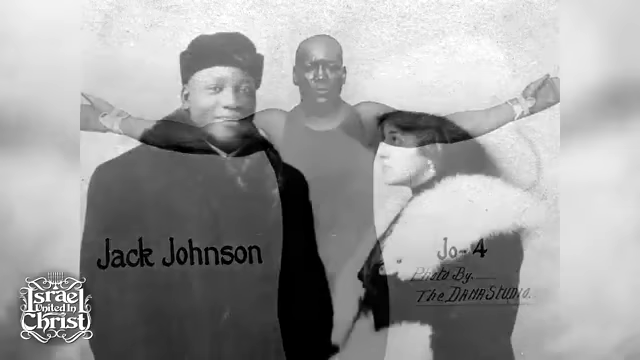 Jack Johnson
Jo-4
Photo By.
The DANA STUDIO.
Israel
United In
Christ